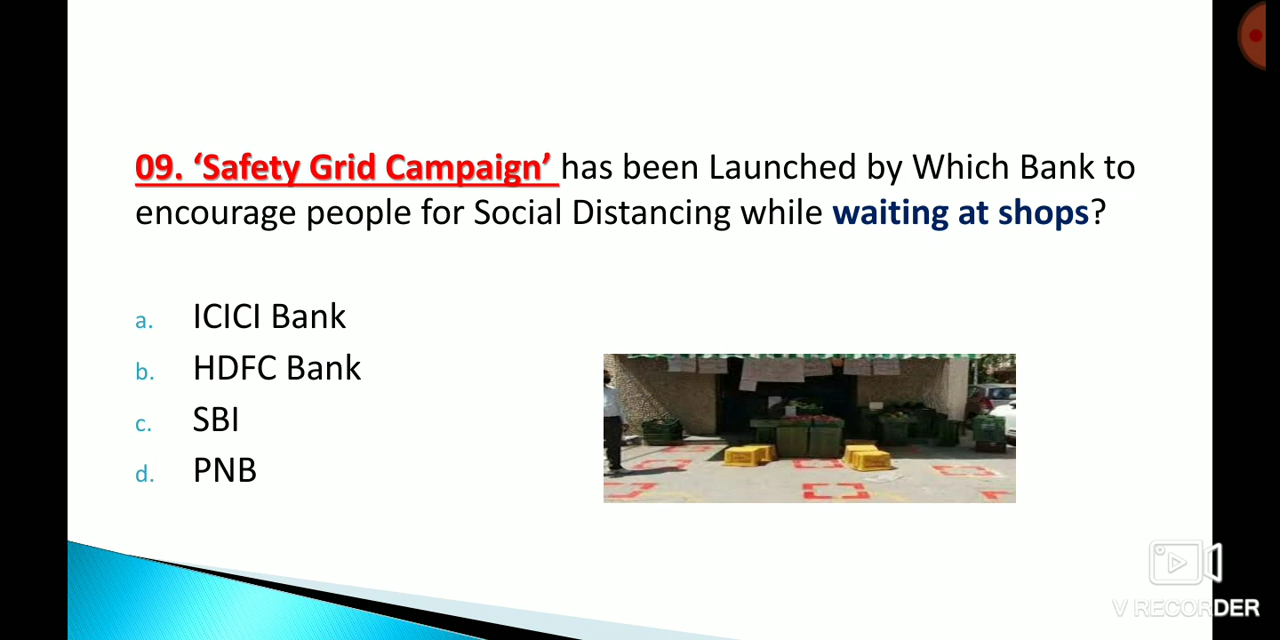 09. ‘Safety Grid Campaign’ has been Launched by Which Bank to
encourage people for Social Distancing while waiting at shops?
a. ICICI Bank
b. HDFC Bank
c. SBI
d. PNB
V RECORDER